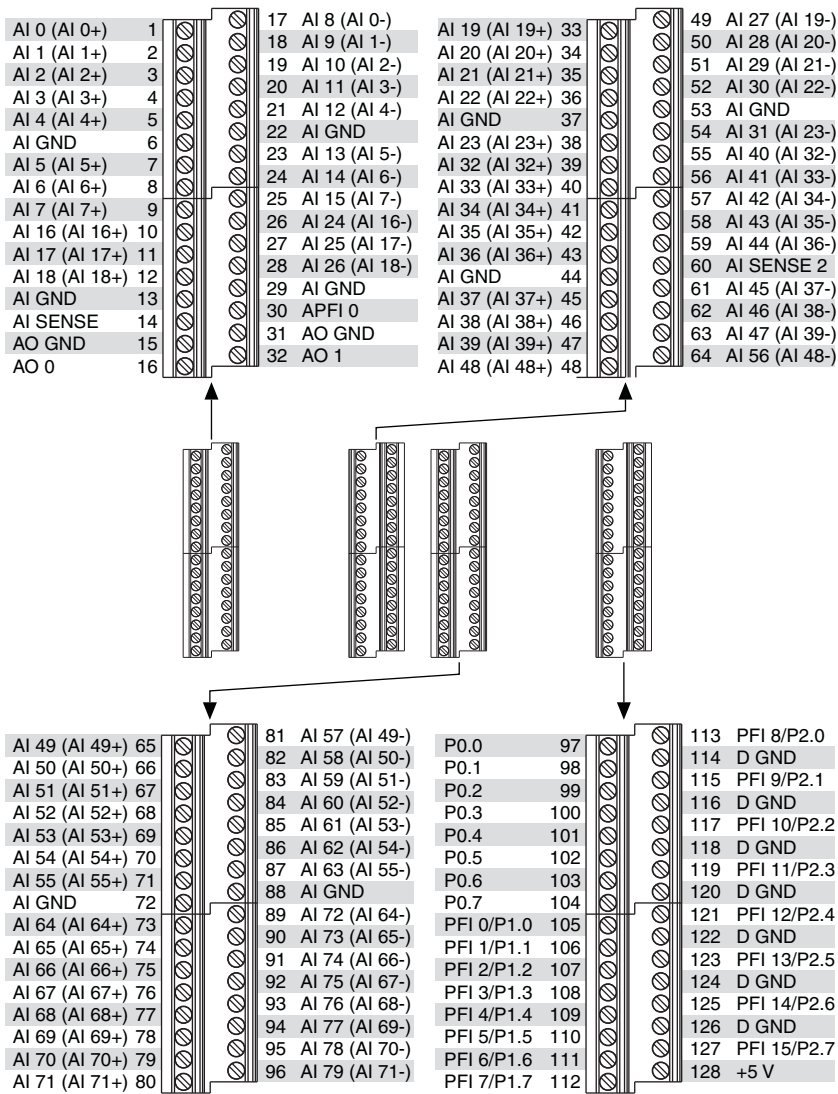 AI 0 (AI 0+) 1
AI 1 (AI 1+) 2
AI 2 (AI 2+) 3
AI 3 (AI 3+) 4
AI 4 (AI 4+) 5
AI GND 6
AI 5 (AI 5+) 7
AI 6 (AI 6+) 8
AI 7 (AI 7+) 9
AI 16 (AI 16+) 10
AI 17 (AI 17+) 11
AI 18 (AI 18+) 12
AI GND 13
AI SENSE 14
AO GND 15
AO 0 16
17 AI 8 (AI 0-)
18 AI 9 (AI 1-)
19 AI 10 (AI 2-)
20 AI 11 (AI 3-)
21 AI 12 (AI 4-)
22 AI GND
23 AI 13 (AI 5-)
24 AI 14 (AI 6-)
25 AI 15 (AI 7-)
26 AI 24 (AI 16-)
27 AI 25 (AI 17-)
28 AI 26 (AI 18-)
29 AI GND
30 APFI 0
31 AO GND
32 AO 1
AI 19 (AI 19+) 33
AI 20 (AI 20+) 34
AI 21 (AI 21+) 35
AI 22 (AI 22+) 36
AI GND 37
AI 23 (AI 23+) 38
AI 32 (AI 32+) 39
AI 33 (AI 33+) 40
AI 34 (AI 34+) 41
AI 35 (AI 35+) 42
AI 36 (AI 36+) 43
AI GND 44
AI 37 (AI 37+) 45
AI 38 (AI 38+) 46
AI 39 (AI 39+) 47
AI 48 (AI 48+) 48
49 AI 27 (AI 19-)
50 AI 28 (AI 20-)
51 AI 29 (AI 21-)
52 AI 30 (AI 22-)
53 AI GND
54 AI 31 (AI 23-)
55 AI 40 (AI 32-)
56 AI 41 (AI 33-)
57 AI 42 (AI 34-)
58 AI 43 (AI 35-)
59 AI 44 (AI 36-)
60 AI SENSE 2
61 AI 45 (AI 37-)
62 AI 46 (AI 38-)
63 AI 47 (AI 39-)
64 AI 56 (AI 48-)
AI 49 (AI 49+) 65
AI 50 (AI 50+) 66
AI 51 (AI 51+) 67
AI 52 (AI 52+) 68
AI 53 (AI 53+) 69
AI 54 (AI 54+) 70
AI 55 (AI 55+) 71
AI GND 72
AI 64 (AI 64+) 73
AI 65 (AI 65+) 74
AI 66 (AI 66+) 75
AI 67 (AI 67+) 76
AI 68 (AI 68+) 77
AI 69 (AI 69+) 78
AI 70 (AI 70+) 79
AI 71 (AI 71+) 80
81 AI 57 (AI 49-)
82 AI 58 (AI 50-)
83 AI 59 (AI 51-)
84 AI 60 (AI 52-)
85 AI 61 (AI 53-)
86 AI 62 (AI 54-)
87 AI 63 (AI 55-)
88 AI GND
89 AI 72 (AI 64-)
90 AI 73 (AI 65-)
91 AI 74 (AI 66-)
92 AI 75 (AI 67-)
93 AI 76 (AI 68-)
94 AI 77 (AI 69-)
95 AI 78 (AI 70-)
96 AI 79 (AI 71-)
P0.0 97
P0.1 98
P0.2 99
P0.3 100
P0.4 101
P0.5 102
P0.6 103
P0.7 104
PFI 0/P1.0 105
PFI 1/P1.1 106
PFI 2/P1.2 107
PFI 3/P1.3 108
PFI 4/P1.4 109
PFI 5/P1.5 110
PFI 6/P1.6 111
PFI 7/P1.7 112
113 PFI 8/P2.0
114 D GND
115 PFI 9/P2.1
116 D GND
117 PFI 10/P2.2
118 D GND
119 PFI 11/P2.3
120 D GND
121 PFI 12/P2.4
122 D GND
123 PFI 13/P2.5
124 D GND
125 PFI 14/P2.6
126 D GND
127 PFI 15/P2.7
128 +5 V